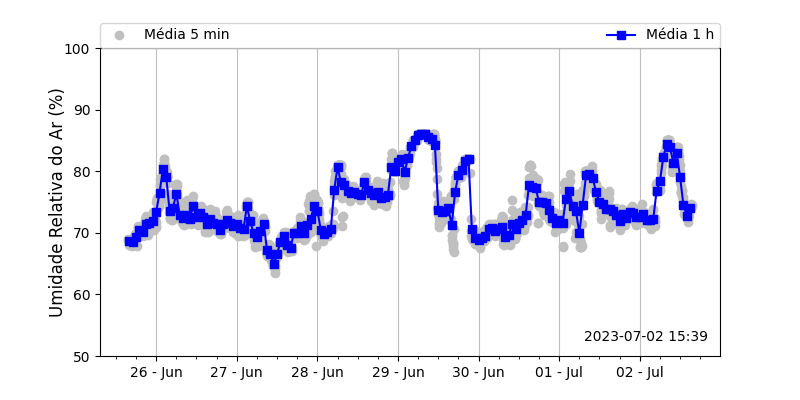 Média 5 min
Média 1 h
Umidade Relativa do Ar (%)
100
90
80
70
60
50
2023-07-02 15:39
26 - Jun
27 - Jun
28 - Jun
29 - Jun
30 - Jun
01 - Jul
02 - Jul